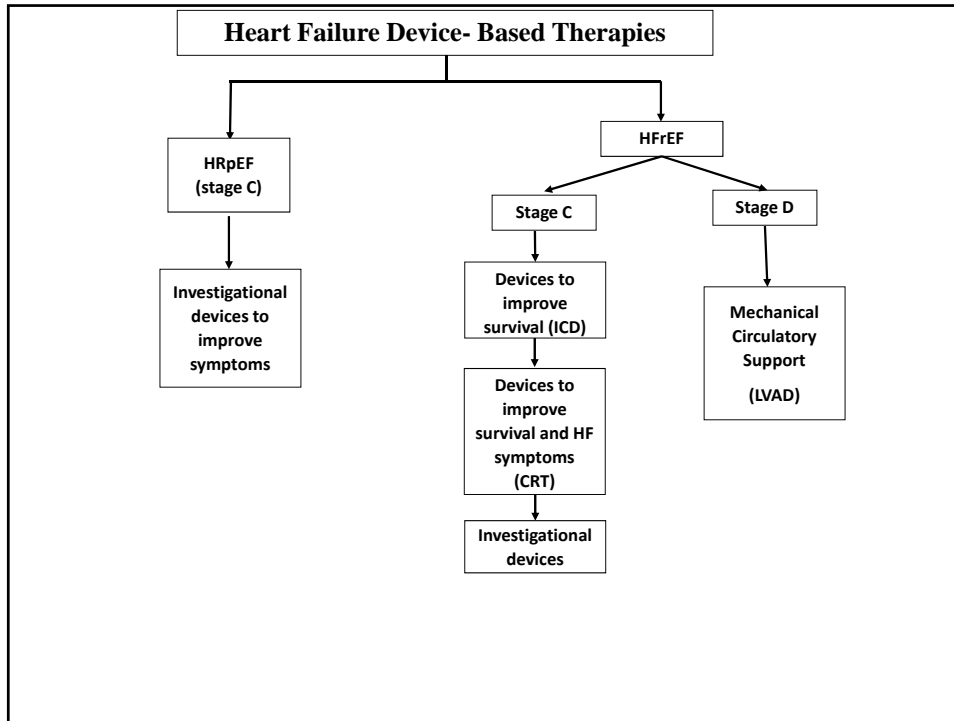 Heart Failure Device- Based Therapies
HRpEF
(stage C)
Investigational
devices to
improve
symptoms
HFrEF
Stage C
Devices to
improve
survival (ICD)
Devices to
improve
survival and HF
symptoms
(CRT)
Investigational
devices
Stage D
Mechanical
Circulatory
Support
(LVAD)